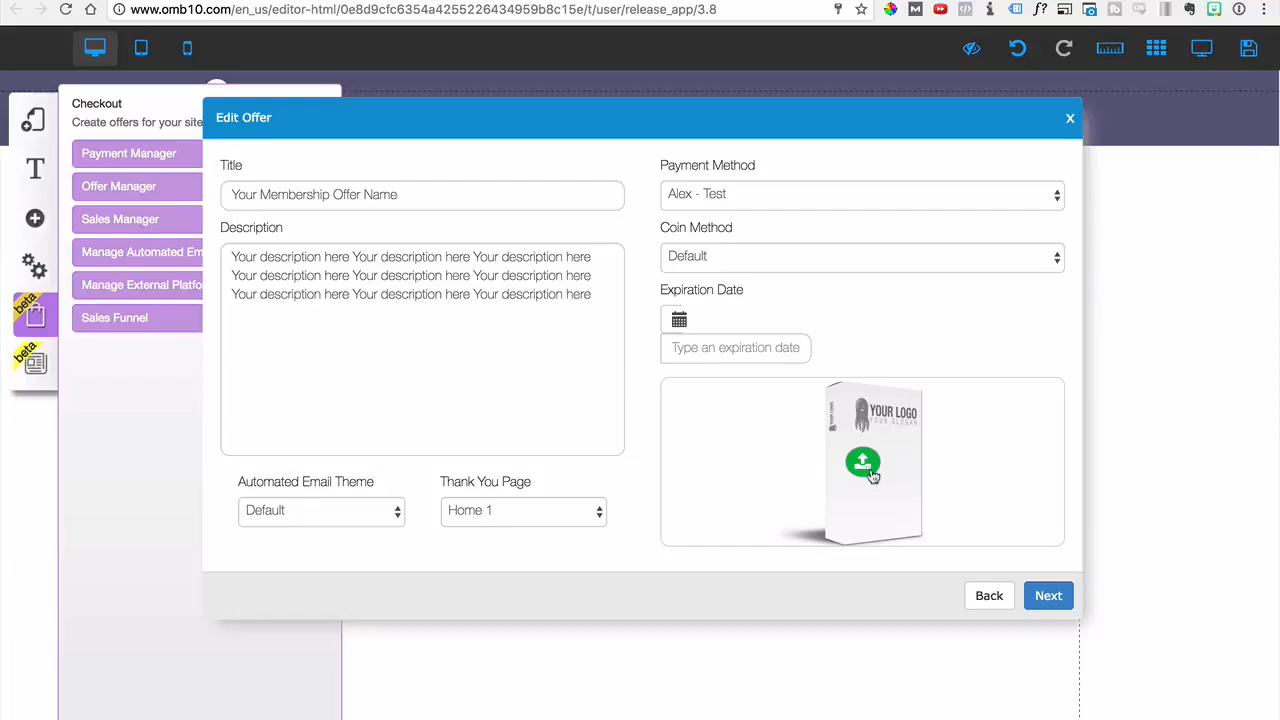 www.omb10.com/en_us/editor-html/0e8d9cfc6354a4255226434959b8c15e/t/user/release_app/3.8
Checkout
Create offers for your site
Payment Manager
Offer Manager
Sales Manager
Manage Automated Em
Manage External Platfo
Sales Funnel
beta
beta
Edit Offer
x
Title
Your Membership Offer Name
Description
Your description here Your description here Your description here
Your description here Your description here Your description here
Your description here Your description here Your description here
Automated Email Theme
Default
Thank You Page
Home 1
Payment Method
Alex - Test
Coin Method
Default
Expiration Date
Type an expiration date
YOUR LOGO
YOUR SLOGAN
Back
Next